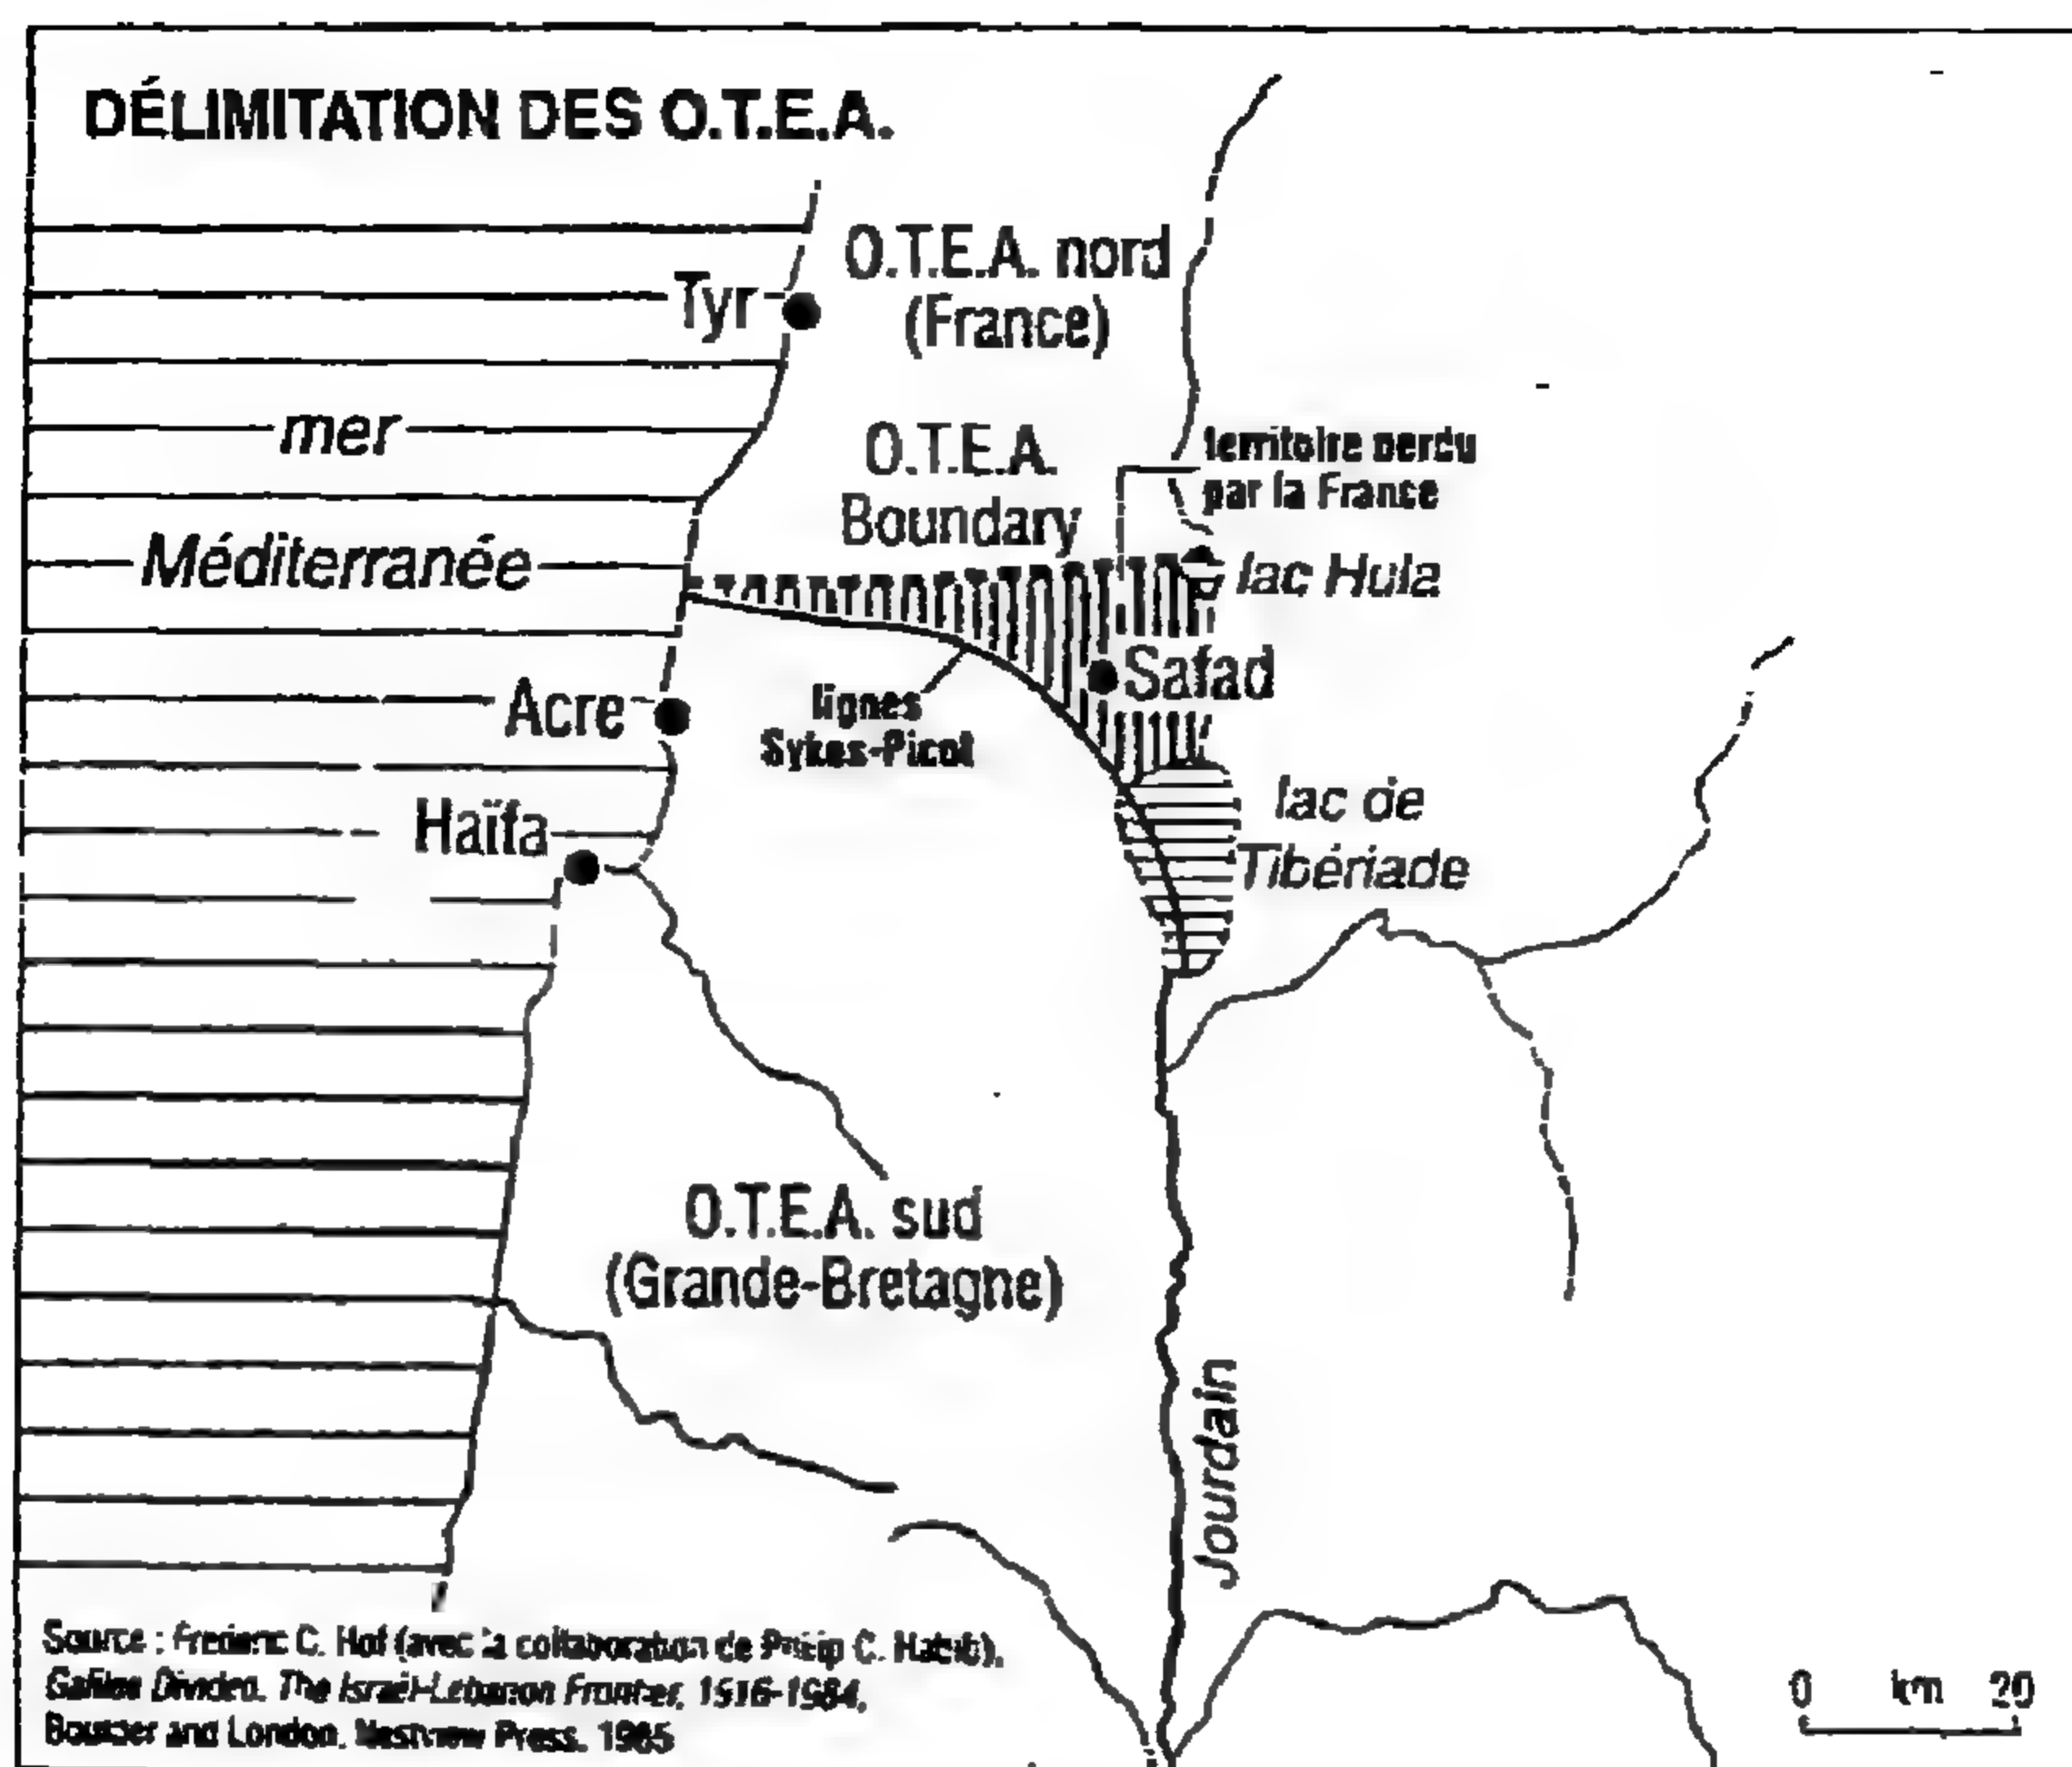 DÉLIMITATION DES O.T.E.A.
O.T.E.A. nord
(France)
Tyr
mer
Méditerranée
O.T.E.A.
Boundary
territoire perdu
par la France
lac Hula
Safad
lignes
Sykes-Picot
Acre
Haïfa
lac de
Tibériade
O.T.E.A. sud
(Grande-Bretagne)
Jourdain
Source : Frederic C. Hof (avec la collaboration de Philip C. Habib),
Galilee Divided. The Israel-Lebanon Frontier, 1916-1984,
Boulder and London, Westview Press, 1985
0 km 20